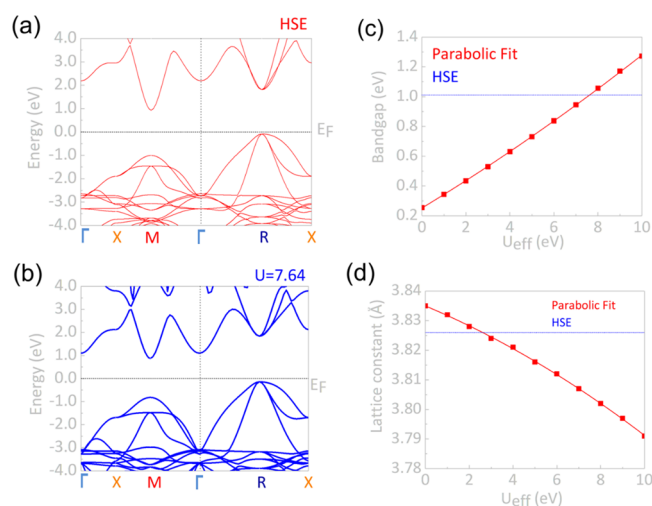 (a)
HSE
4.0
3.0
2.0
1.0
0.0
-1.0
-2.0
-3.0
-4.0
Energy (eV)
E_F
Γ X M Γ R X
(b)
U=7.64
4.0
3.0
2.0
1.0
0.0
-1.0
-2.0
-3.0
-4.0
Energy (eV)
E_F
Γ X M Γ R X
(c)
Parabolic Fit
HSE
1.4
1.2
1.0
0.8
0.6
0.4
0.2
Bandgap (eV)
0 2 4 6 8 10
U_eff (eV)
(d)
Parabolic Fit
HSE
3.84
3.83
3.82
3.81
3.80
3.79
3.78
Lattice constant (Å)
0 2 4 6 8 10
U_eff (eV)